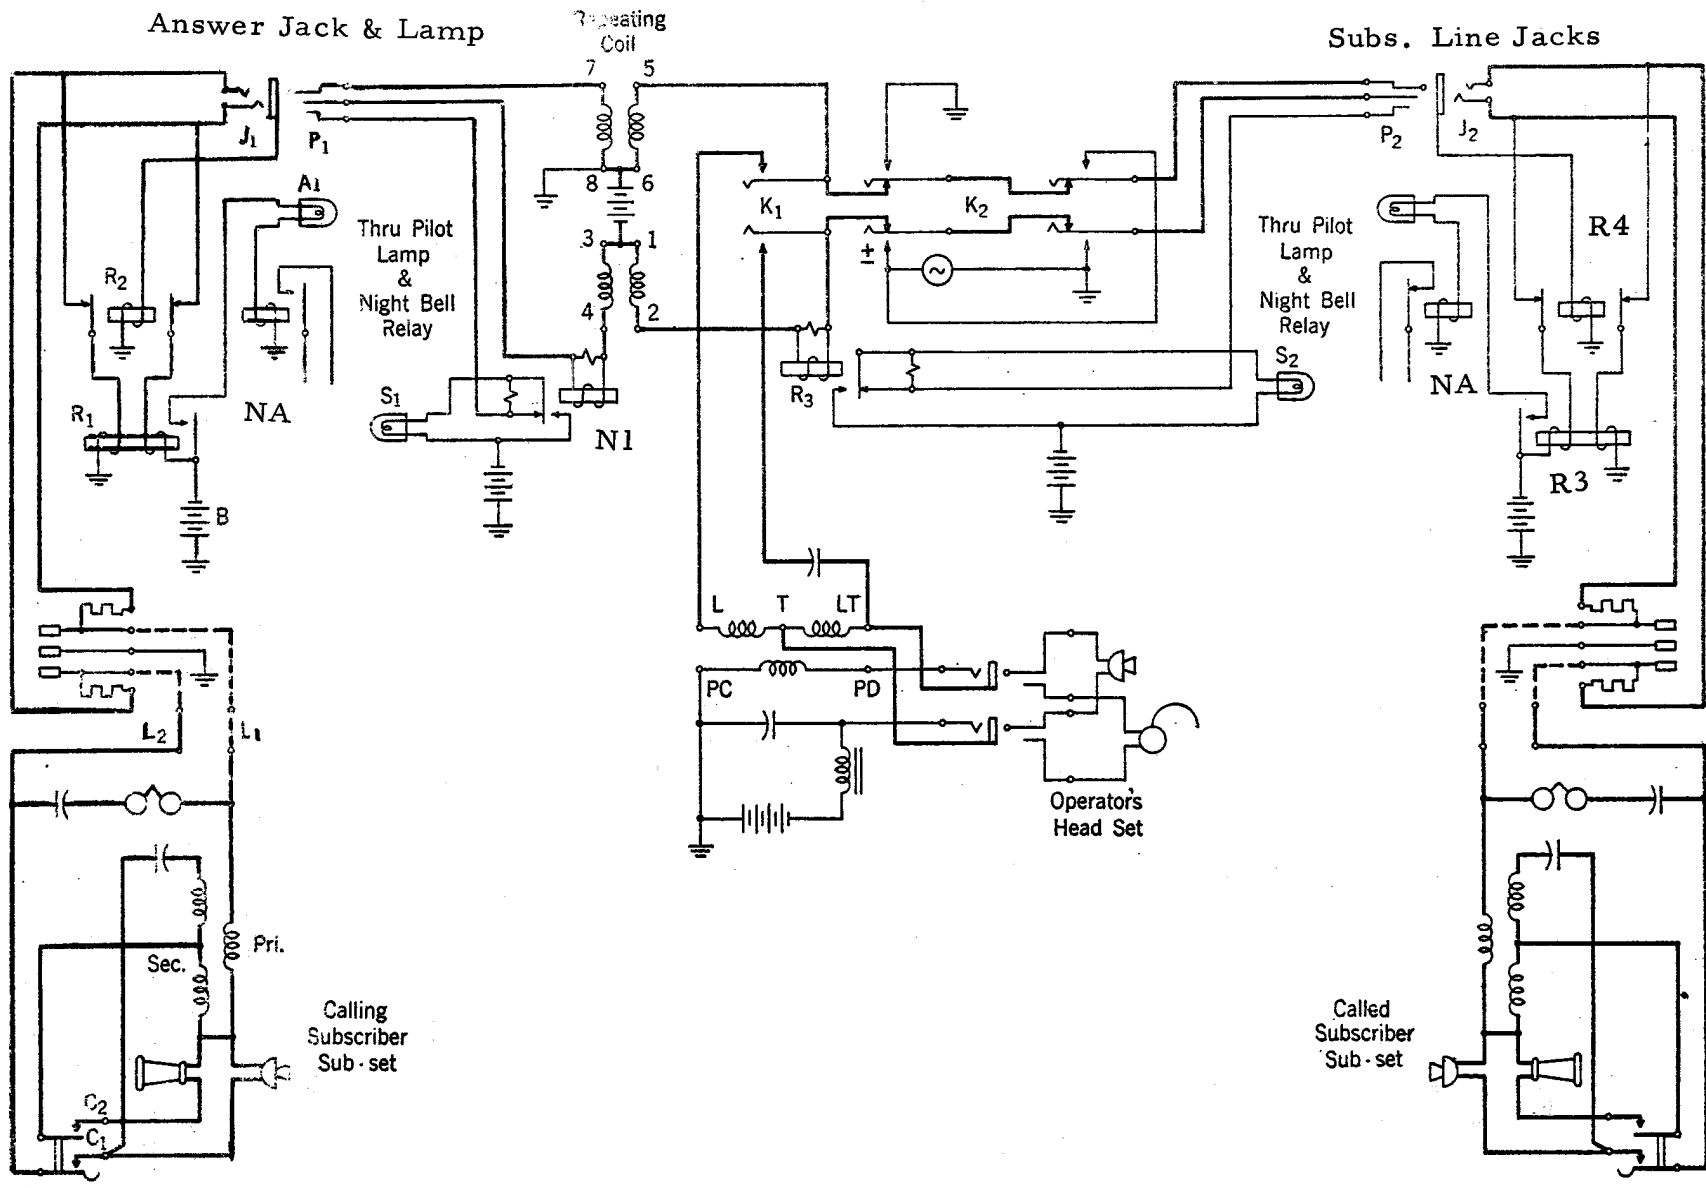 Answer Jack & Lamp
Repeating
Coil
Subs. Line Jacks
7
5
J1
P1
P2
J2
8
6
A1
K1
K2
Thru Pilot
Lamp
&
Night Bell
Relay
Thru Pilot
Lamp
&
Night Bell
Relay
R4
3
1
±
R2
4
2
S1
R3
S2
NA
NA
R1
N1
R3
B
L
T
LT
PC
PD
L2
L1
Operator's
Head Set
Pri.
Sec.
Calling
Subscriber
Sub-set
Called
Subscriber
Sub-set
C2
C1